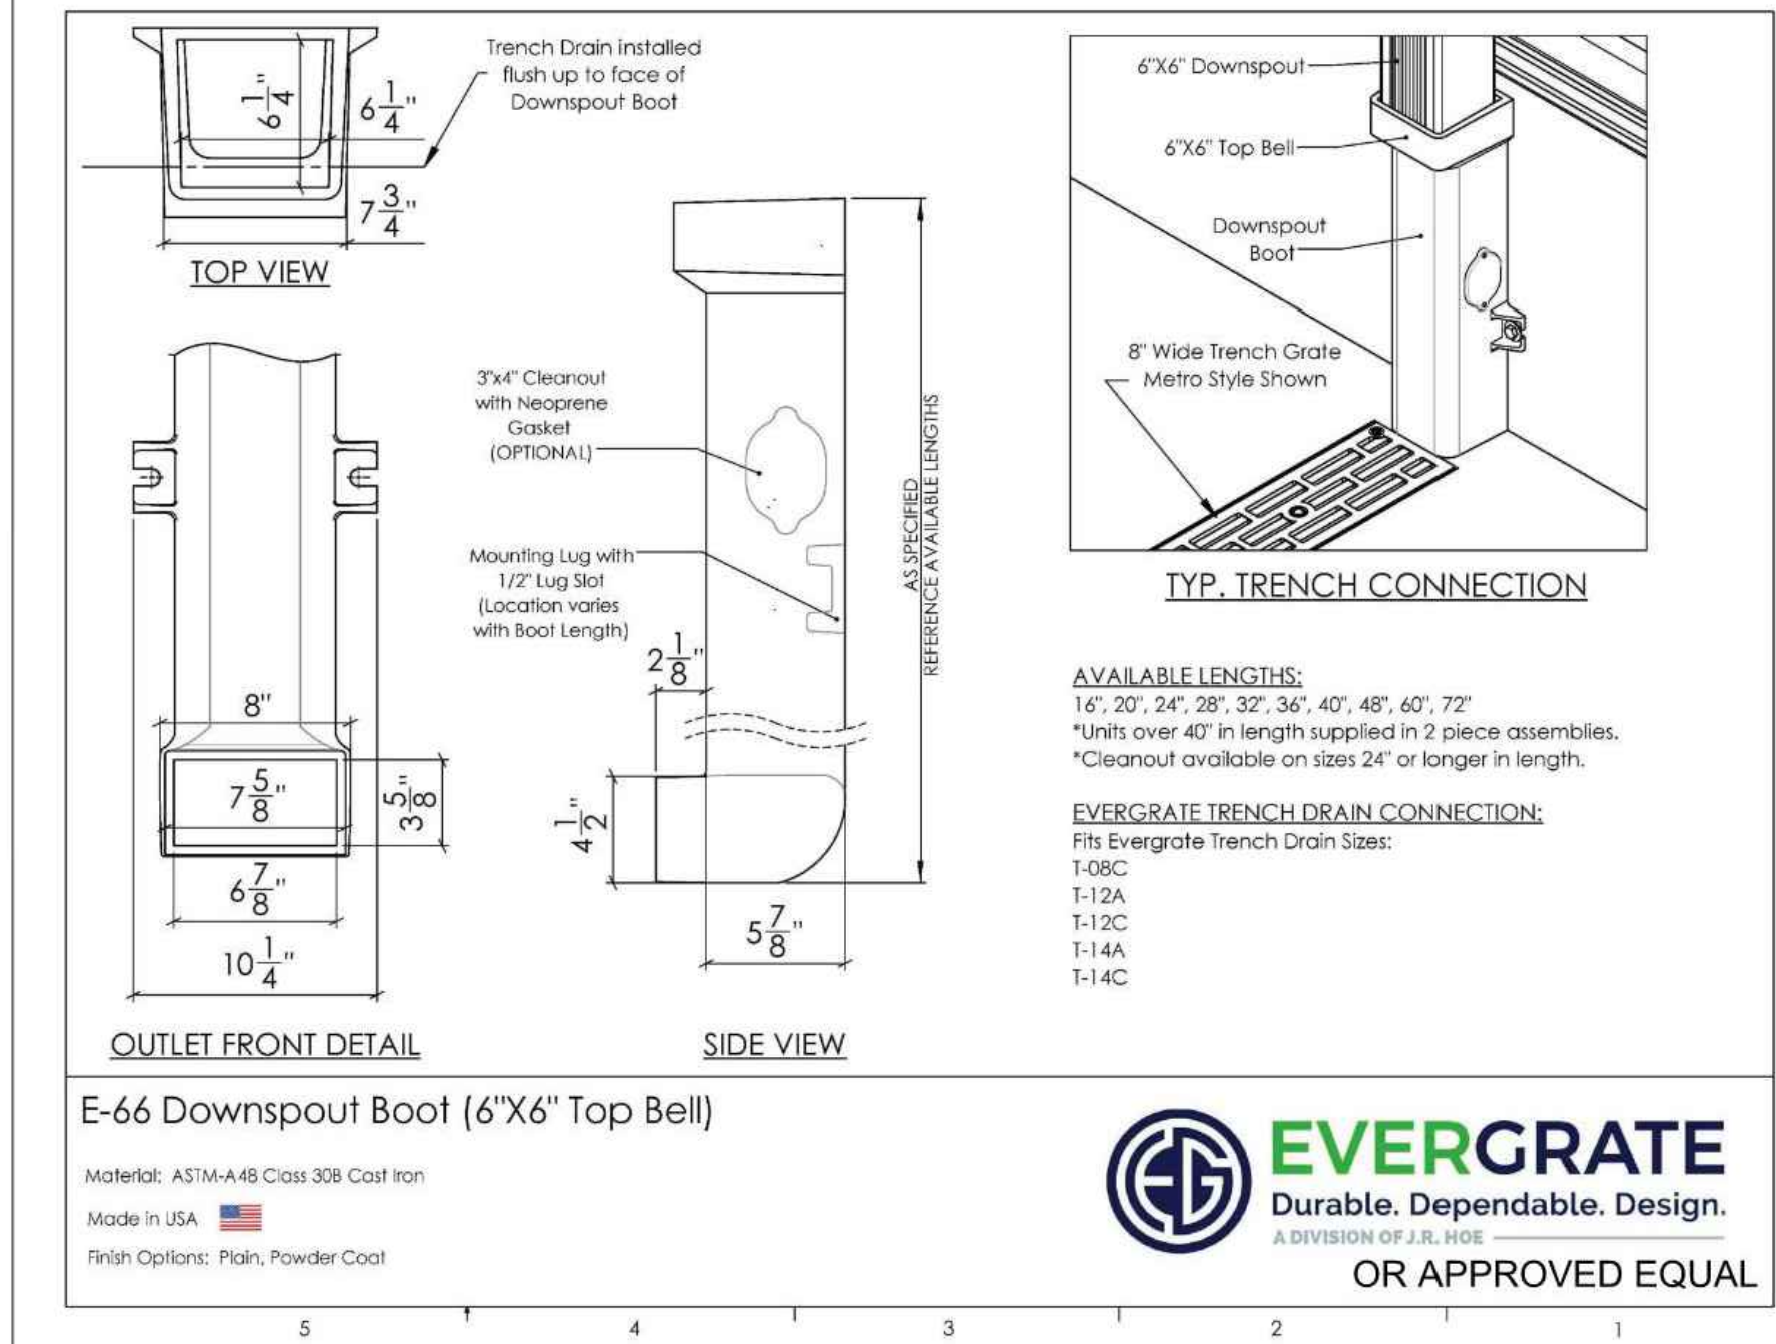 Trench Drain installed
flush up to face of
Downspout Boot
6 1/4"
6 1/4"
7 3/4"
TOP VIEW
3"x4" Cleanout
with Neoprene
Gasket
(OPTIONAL)
Mounting Lug with
1/2" Lug Slot
(Location varies
with Boot Length)
AS SPECIFIED
REFERENCE AVAILABLE LENGTHS
2 1/8"
4 1/2"
5 7/8"
SIDE VIEW
8"
7 5/8"
3 5/8"
6 7/8"
10 1/4"
OUTLET FRONT DETAIL
6"X6" Downspout
6"X6" Top Bell
Downspout
Boot
8" Wide Trench Grate
Metro Style Shown
TYP. TRENCH CONNECTION
AVAILABLE LENGTHS:
16", 20", 24", 28", 32", 36", 40", 48", 60", 72"
*Units over 40" in length supplied in 2 piece assemblies.
*Cleanout available on sizes 24" or longer in length.
EVERGRATE TRENCH DRAIN CONNECTION:
Fits Evergrate Trench Drain Sizes:
T-08C
T-12A
T-12C
T-14A
T-14C
E-66 Downspout Boot (6"X6" Top Bell)
Material: ASTM-A48 Class 30B Cast Iron
Made in USA
Finish Options: Plain, Powder Coat
EG
EVERGRATE
Durable. Dependable. Design.
A DIVISION OF J.R. HOE
OR APPROVED EQUAL
5 4 3 2 1